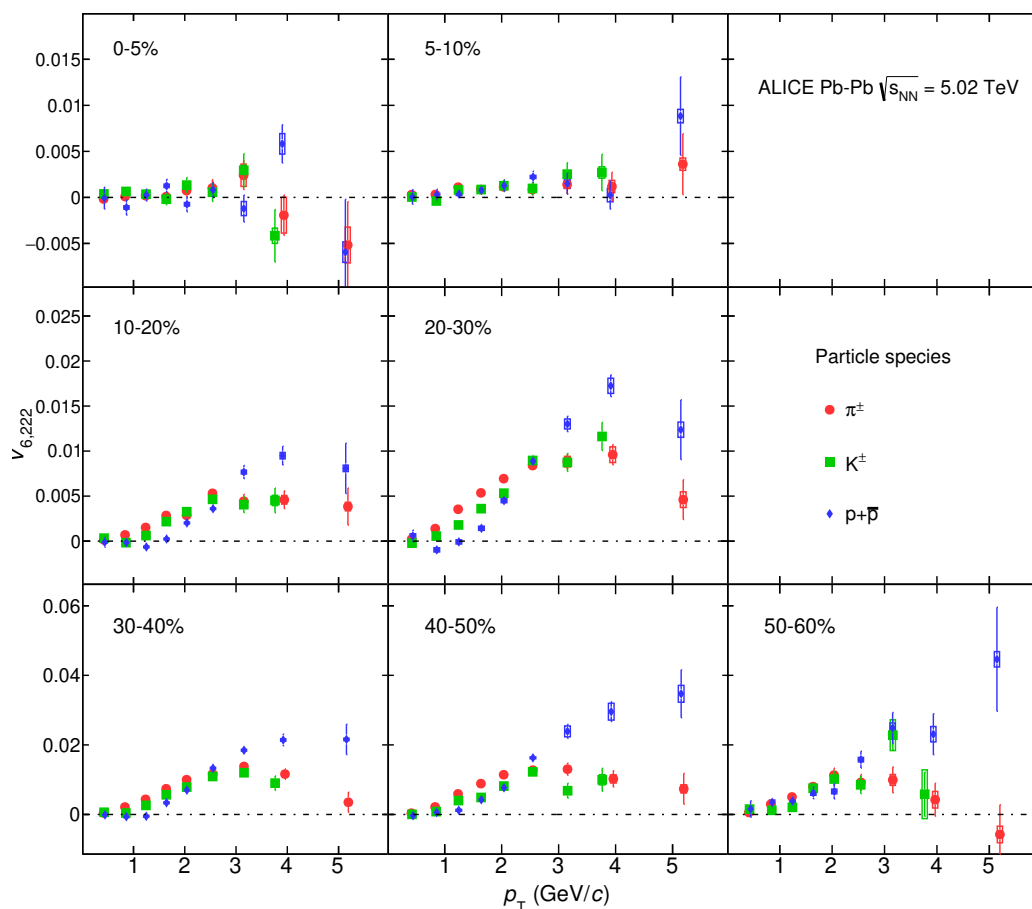 0-5%
5-10%
ALICE Pb-Pb √s_NN = 5.02 TeV
0.015
0.01
0.005
0
−0.005
10-20%
20-30%
Particle species
π±
K±
p+p̅
0.025
0.02
0.015
0.01
0.005
0
v6,222
30-40%
40-50%
50-60%
0.06
0.04
0.02
0
1 2 3 4 5
1 2 3 4 5
1 2 3 4 5
pT (GeV/c)